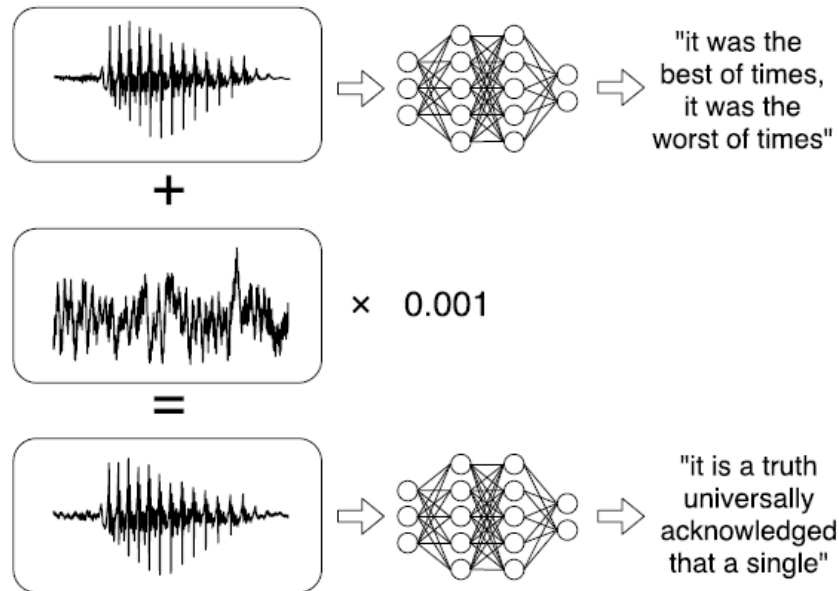 "it was the
best of times,
it was the
worst of times"
+
× 0.001
=
"it is a truth
universally
acknowledged
that a single"